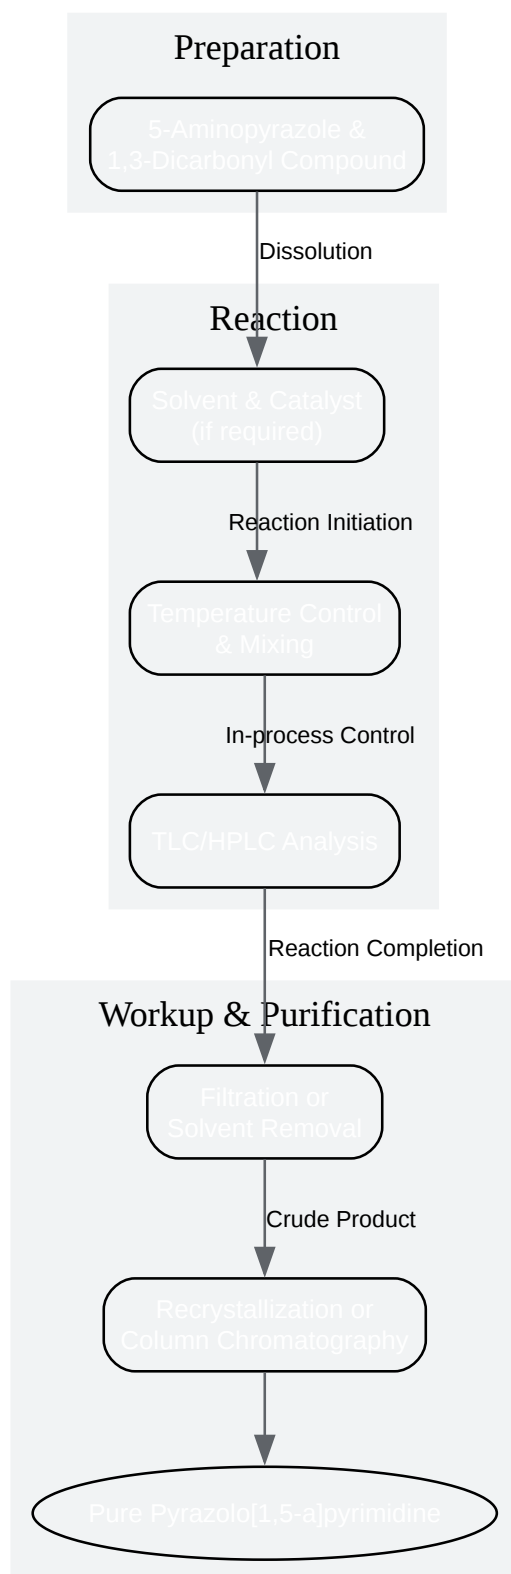 Preparation
5-Aminopyrazole &
1,3-Dicarbonyl Compound
Dissolution
Reaction
Solvent & Catalyst
(if required)
Reaction Initiation
Temperature Control
& Mixing
In-process Control
TLC/HPLC Analysis
Reaction Completion
Workup & Purification
Filtration or
Solvent Removal
Crude Product
Recrystallization or
Column Chromatography
Pure Pyrazolo[1,5-a]pyrimidine